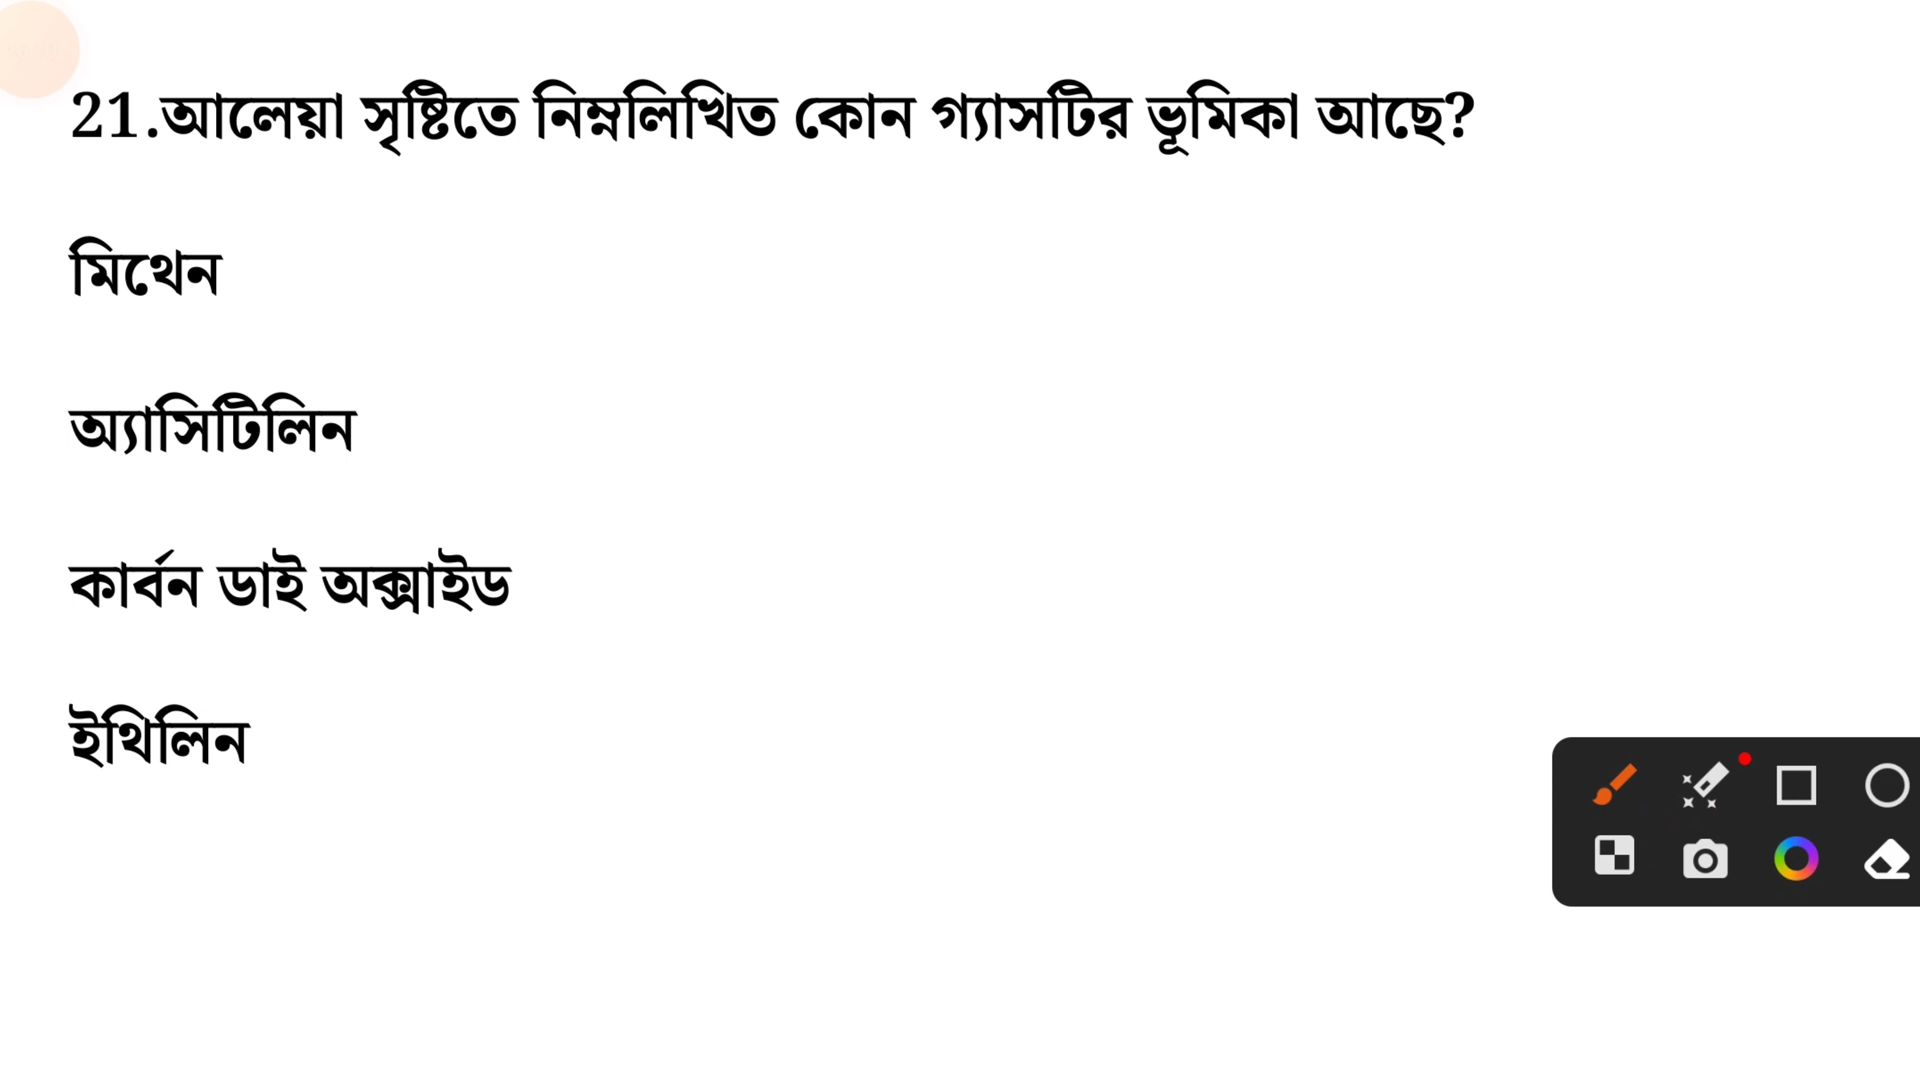 21.আলেয়া সৃষ্টিতে নিম্নলিখিত কোন গ্যাসটির ভূমিকা আছে?
মিথেন
অ্যাসিটিলিন
কার্বন ডাই অক্সাইড
ইথিলিন